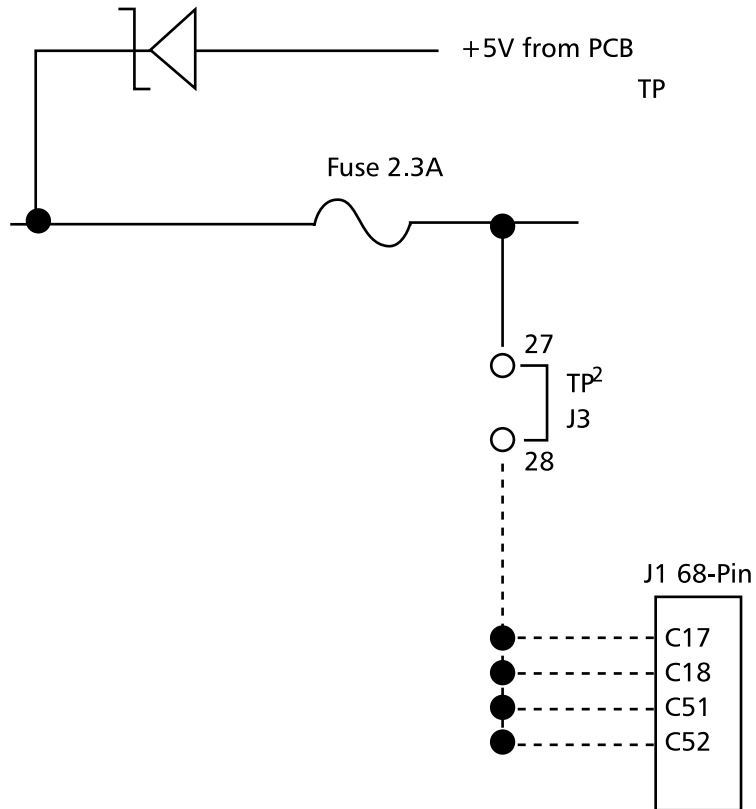 +5V from PCB
TP
Fuse 2.3A
27
TP2
J3
28
J1 68-Pin
C17
C18
C51
C52